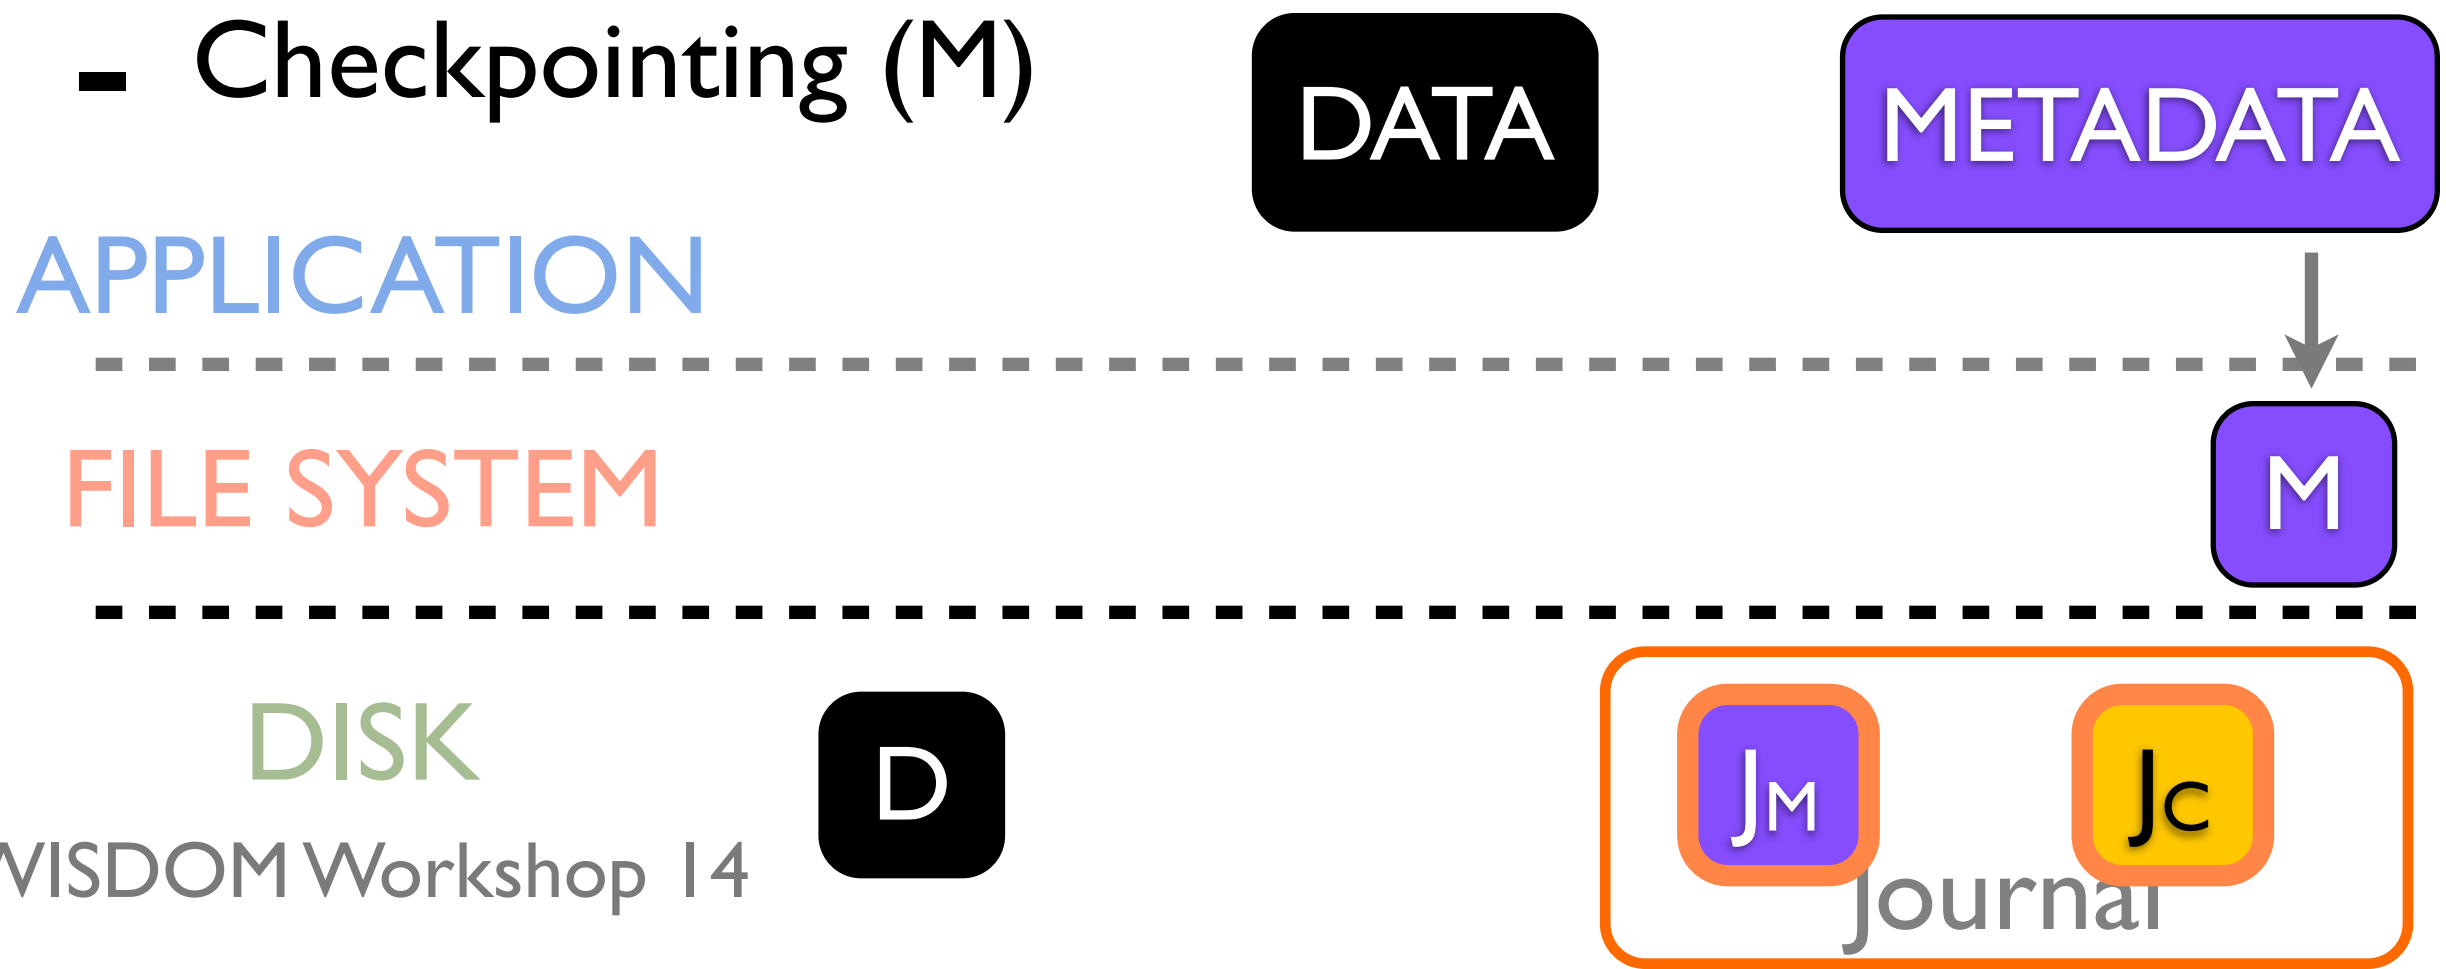 - Checkpointing (M)
DATA
METADATA
APPLICATION
FILE SYSTEM
M
DISK
D
JM
JC
WISDOM Workshop 14
Journal